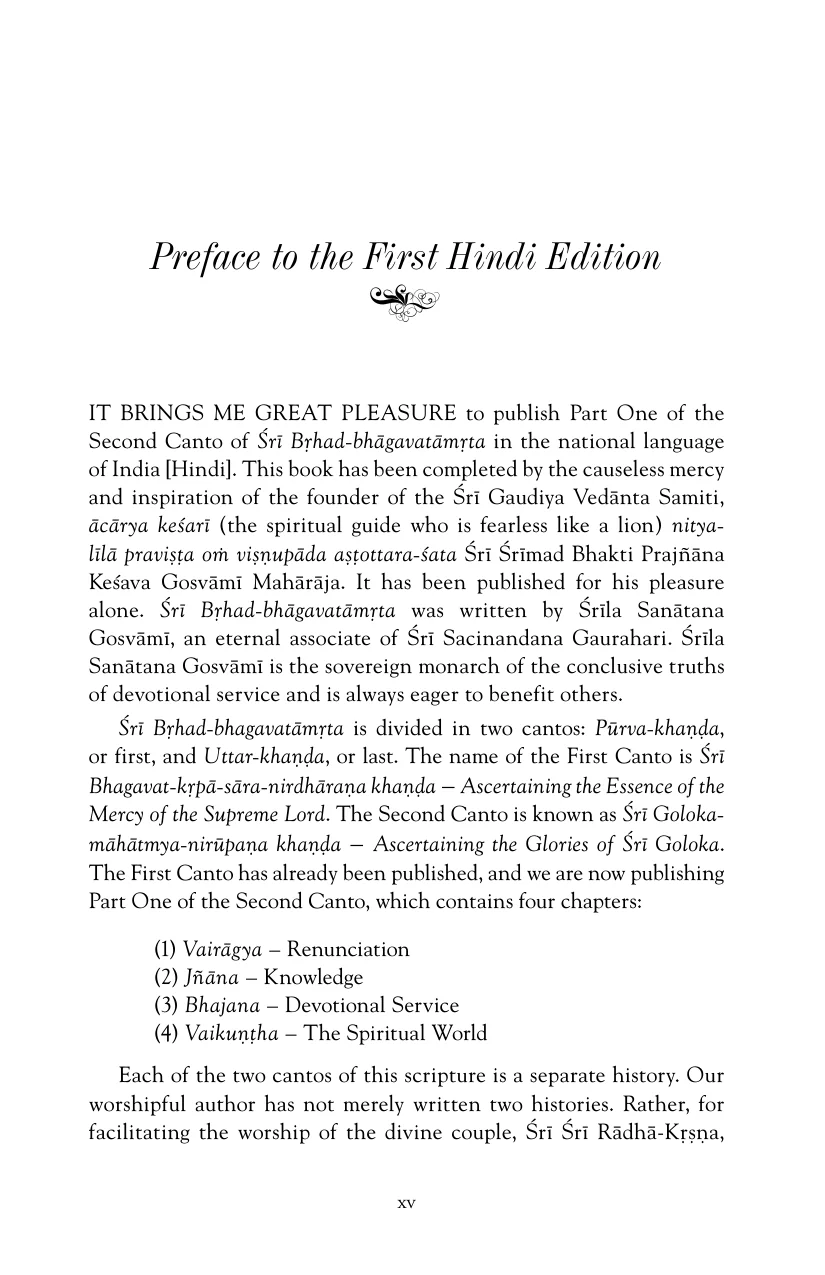 Preface to the First Hindi Edition
IT BRINGS ME GREAT PLEASURE to publish Part One of the
Second Canto of Śrī Bṛhad-bhāgavatāmṛta in the national language
of India [Hindi]. This book has been completed by the causeless mercy
and inspiration of the founder of the Śrī Gaudiya Vedānta Samiti,
ācārya keśarī (the spiritual guide who is fearless like a lion) nitya-
līlā praviṣṭa oṁ viṣṇupāda aṣṭottara-śata Śrī Śrīmad Bhakti Prajñāna
Keśava Gosvāmī Mahārāja. It has been published for his pleasure
alone. Śrī Bṛhad-bhāgavatāmṛta was written by Śrīla Sanātana
Gosvāmī, an eternal associate of Śrī Sacinandana Gaurahari. Śrīla
Sanātana Gosvāmī is the sovereign monarch of the conclusive truths
of devotional service and is always eager to benefit others.
Śrī Bṛhad-bhagavatāmṛta is divided in two cantos: Pūrva-khaṇḍa,
or first, and Uttar-khaṇḍa, or last. The name of the First Canto is Śrī
Bhagavat-kṛpā-sāra-nirdhāraṇa khaṇḍa – Ascertaining the Essence of the
Mercy of the Supreme Lord. The Second Canto is known as Śrī Goloka-
māhātmya-nirūpaṇa khaṇḍa – Ascertaining the Glories of Śrī Goloka.
The First Canto has already been published, and we are now publishing
Part One of the Second Canto, which contains four chapters:
(1) Vairāgya – Renunciation
(2) Jñāna – Knowledge
(3) Bhajana – Devotional Service
(4) Vaikuṇṭha – The Spiritual World
Each of the two cantos of this scripture is a separate history. Our
worshipful author has not merely written two histories. Rather, for
facilitating the worship of the divine couple, Śrī Śrī Rādhā-Kṛṣṇa,
xv